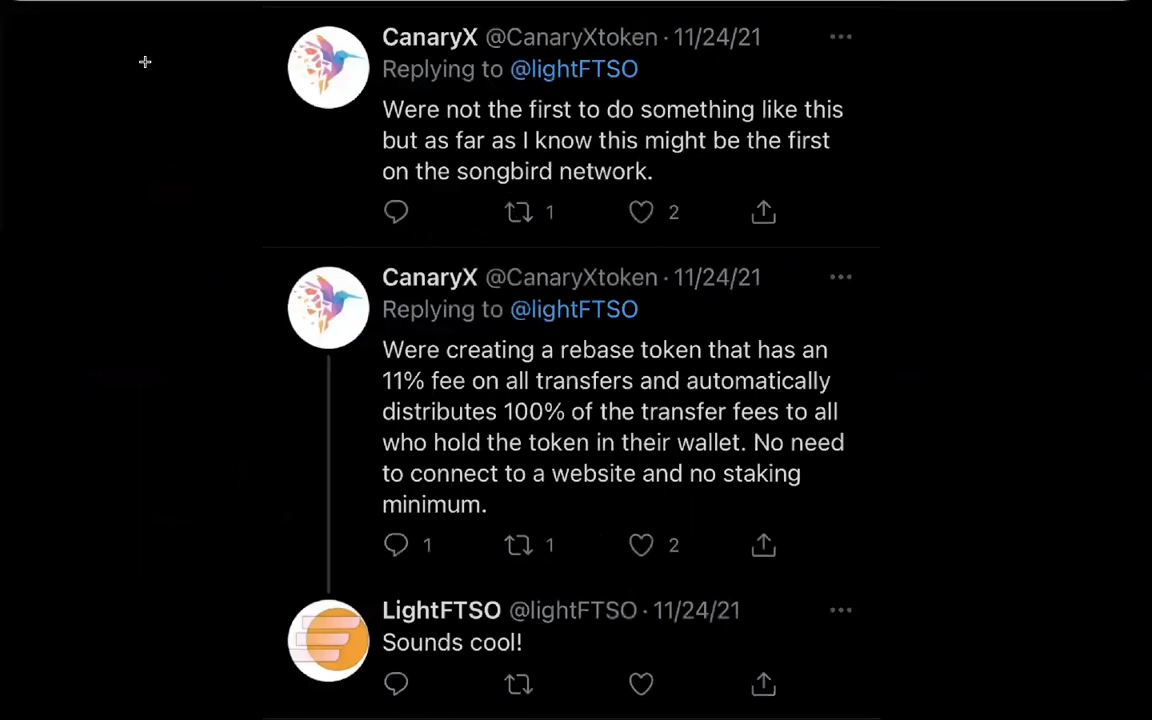 CanaryX @CanaryXtoken · 11/24/21
Replying to @lightFTSO
Were not the first to do something like this
but as far as I know this might be the first
on the songbird network.
1 2
CanaryX @CanaryXtoken · 11/24/21
Replying to @lightFTSO
Were creating a rebase token that has an
11% fee on all transfers and automatically
distributes 100% of the transfer fees to all
who hold the token in their wallet. No need
to connect to a website and no staking
minimum.
1 1 2
LightFTSO @lightFTSO · 11/24/21
Sounds cool!